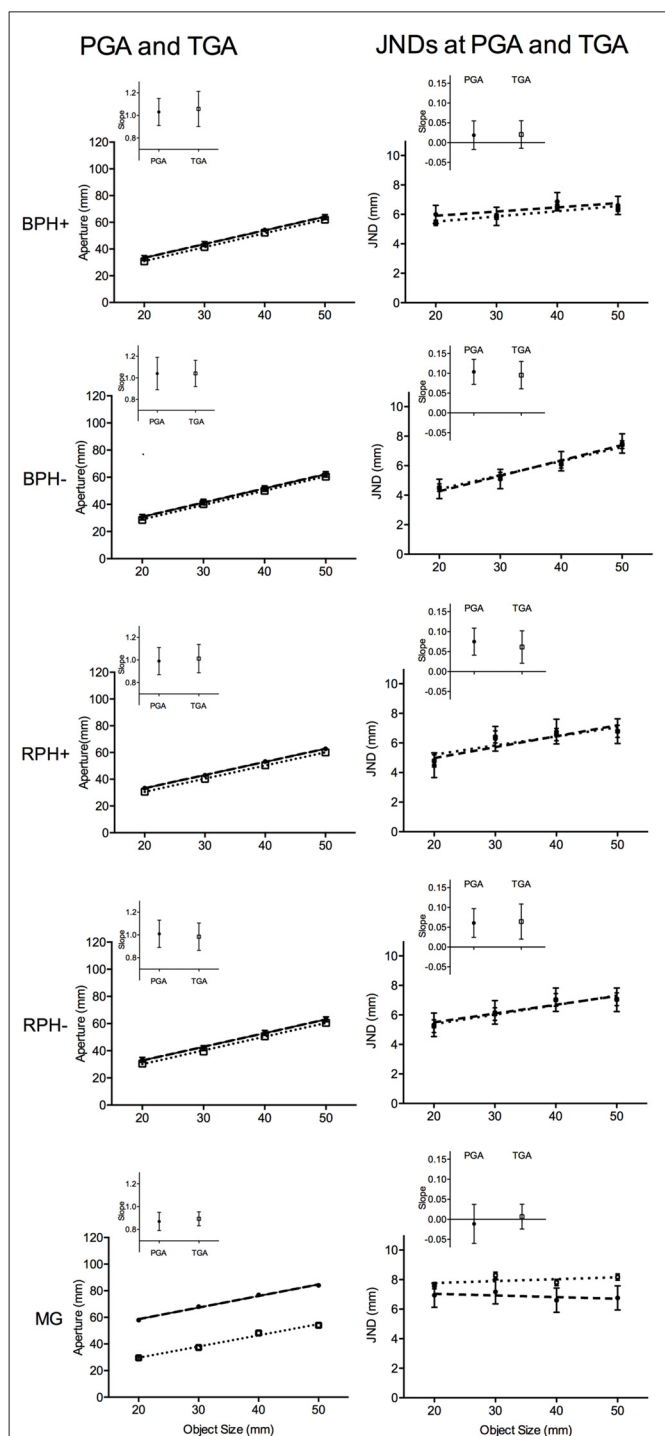 PGA and TGA
JNDs at PGA and TGA
BPH+
Slope
1.2
1.0
0.8
PGA
TGA
Aperture (mm)
120
100
80
60
40
20
0
20
30
40
50
PGA
TGA
Slope
0.15
0.10
0.05
0.00
-0.05
JND (mm)
10
8
6
4
2
0
20
30
40
50
BPH-
Slope
1.2
1.0
0.8
PGA
TGA
Aperture(mm)
120
100
80
60
40
20
0
20
30
40
50
PGA
TGA
Slope
0.15
0.10
0.05
0.00
-0.05
JND (mm)
10
8
6
4
2
0
20
30
40
50
RPH+
Slope
1.2
1.0
0.8
PGA
TGA
Aperture(mm)
120
100
80
60
40
20
0
20
30
40
50
PGA
TGA
Slope
0.15
0.10
0.05
0.00
-0.05
JND (mm)
10
8
6
4
2
0
20
30
40
50
RPH-
Slope
1.2
1.0
0.8
PGA
TGA
Aperture (mm)
120
100
80
60
40
20
0
20
30
40
50
PGA
TGA
Slope
0.15
0.10
0.05
0.00
-0.05
JND (mm)
10
8
6
4
2
0
20
30
40
50
MG
Slope
1.2
1.0
0.8
PGA
TGA
Aperture (mm)
120
100
80
60
40
20
0
20
30
40
50
Object Size (mm)
PGA
TGA
Slope
0.15
0.10
0.05
0.00
-0.05
JND (mm)
10
8
6
4
2
0
20
30
40
50
Object Size (mm)